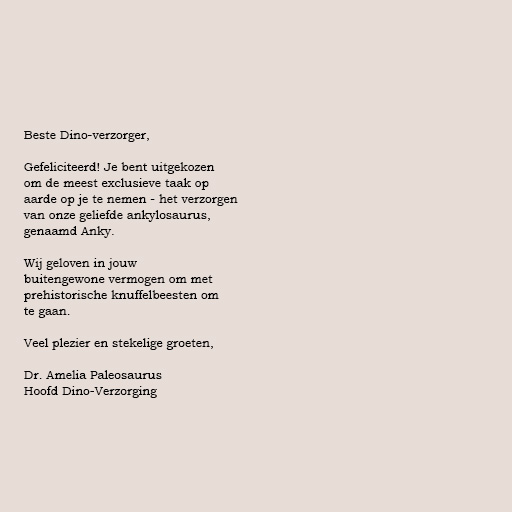 Beste Dino-verzorger,

Gefeliciteerd! Je bent uitgekozen
om de meest exclusieve taak op
aarde op je te nemen - het verzorgen
van onze geliefde ankylosaurus,
genaamd Anky.

Wij geloven in jouw
buitengewone vermogen om met
prehistorische knuffelbeesten om
te gaan.

Veel plezier en stekelige groeten,

Dr. Amelia Paleosaurus
Hoofd Dino-Verzorging